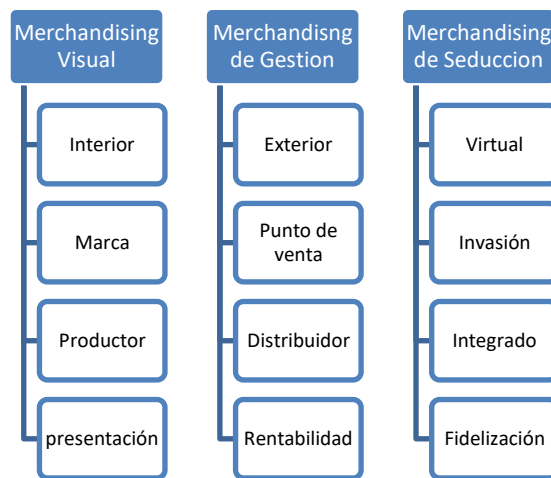 Merchandising
Visual
Interior
Marca
Productor
presentación
Merchandisng
de Gestion
Exterior
Punto de
venta
Distribuidor
Rentabilidad
Merchandising
de Seduccion
Virtual
Invasión
Integrado
Fidelización